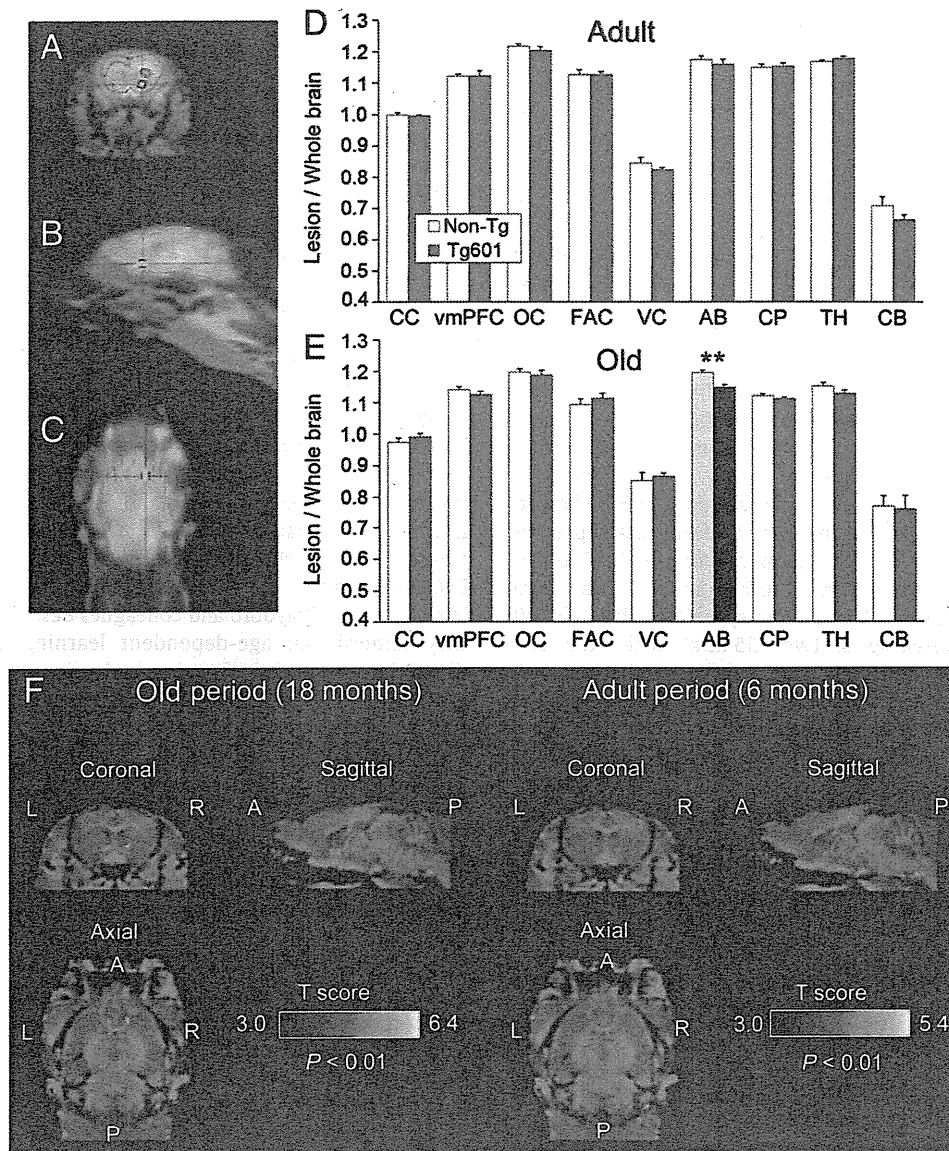 A
B
C
D
Adult
Lesion / Whole brain
1.3
1.2
1.1
1.0
0.9
0.8
0.7
0.6
0.5
0.4
Non-Tg
Tg601
CC vmPFC OC FAC VC AB CP TH CB
E
Old
**
Lesion / Whole brain
1.3
1.2
1.1
1.0
0.9
0.8
0.7
0.6
0.5
0.4
CC vmPFC OC FAC VC AB CP TH CB
F
Old period (18 months)
Coronal
L R
Sagittal
A P
Axial
A
L R
P
T score
3.0 6.4
P < 0.01
Adult period (6 months)
Coronal
L R
Sagittal
A P
Axial
A
L R
P
T score
3.0 5.4
P < 0.01